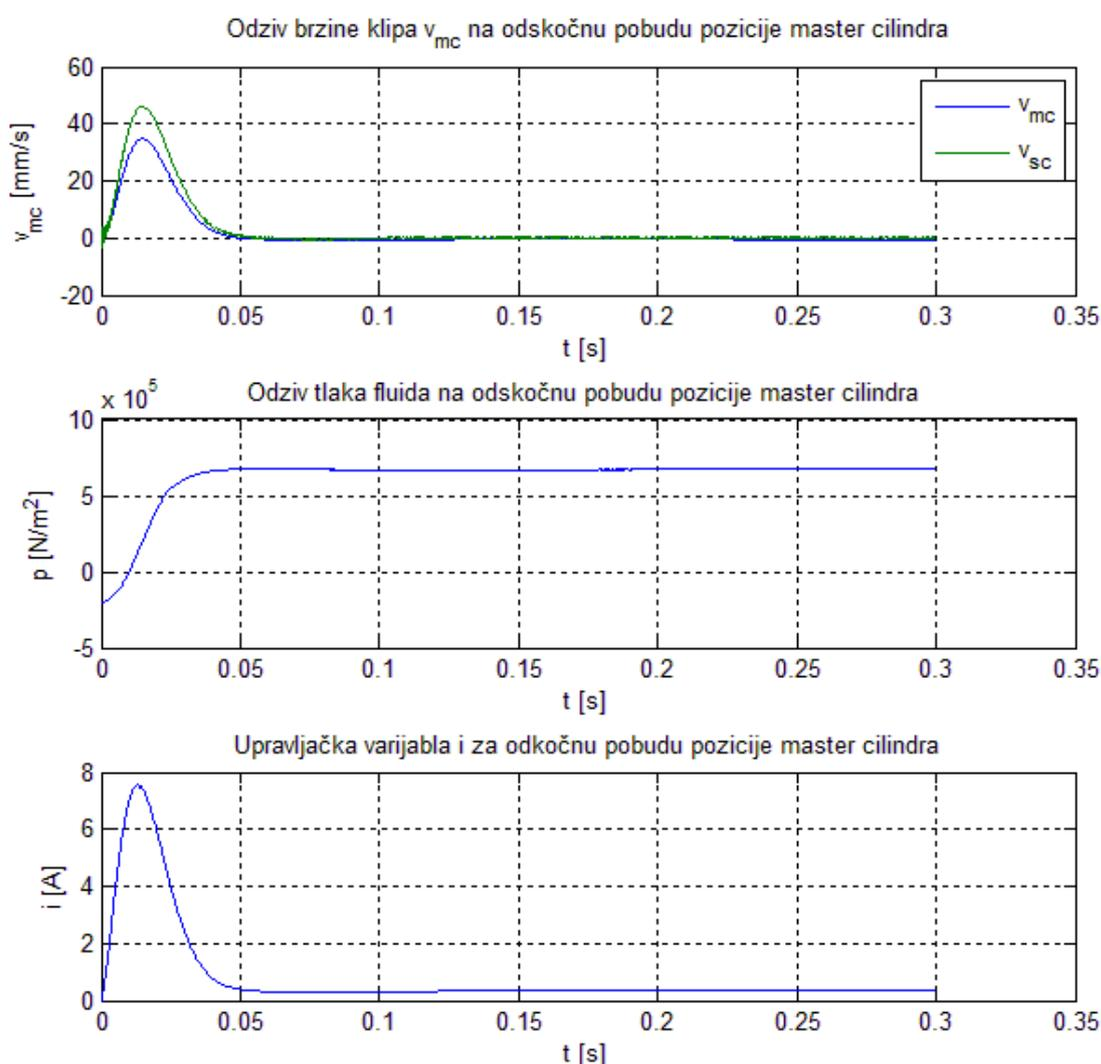 Odziv brzine klipa v_mc na odskočnu pobudu pozicije master cilindra
60
40
20
0
-20
v_mc [mm/s]
v_mc
v_sc
0 0.05 0.1 0.15 0.2 0.25 0.3 0.35
t [s]
x 10^5
Odziv tlaka fluida na odskočnu pobudu pozicije master cilindra
10
5
0
-5
p [N/m^2]
0 0.05 0.1 0.15 0.2 0.25 0.3 0.35
t [s]
Upravljačka varijabla i za odkočnu pobudu pozicije master cilindra
8
6
4
2
0
i [A]
0 0.05 0.1 0.15 0.2 0.25 0.3 0.35
t [s]